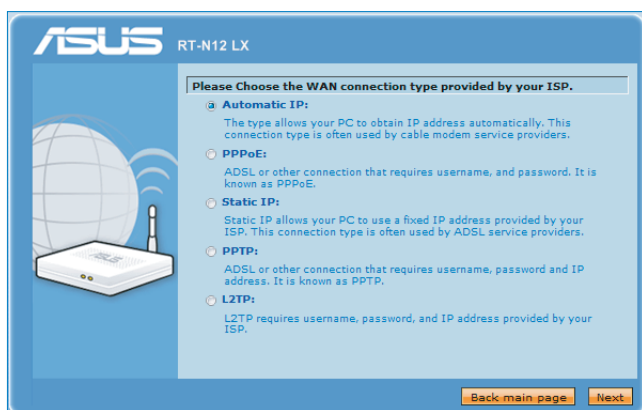 ASUS RT-N12 LX
Please Choose the WAN connection type provided by your ISP.
Automatic IP:
The type allows your PC to obtain IP address automatically. This
connection type is often used by cable modem service providers.
PPPoE:
ADSL or other connection that requires username, and password. It is
known as PPPoE.
Static IP:
Static IP allows your PC to use a fixed IP address provided by your
ISP. This connection type is often used by ADSL service providers.
PPTP:
ADSL or other connection that requires username, password and IP
address. It is known as PPTP.
L2TP:
L2TP requires username, password, and IP address provided by your
ISP.
ASUS
Back main page Next